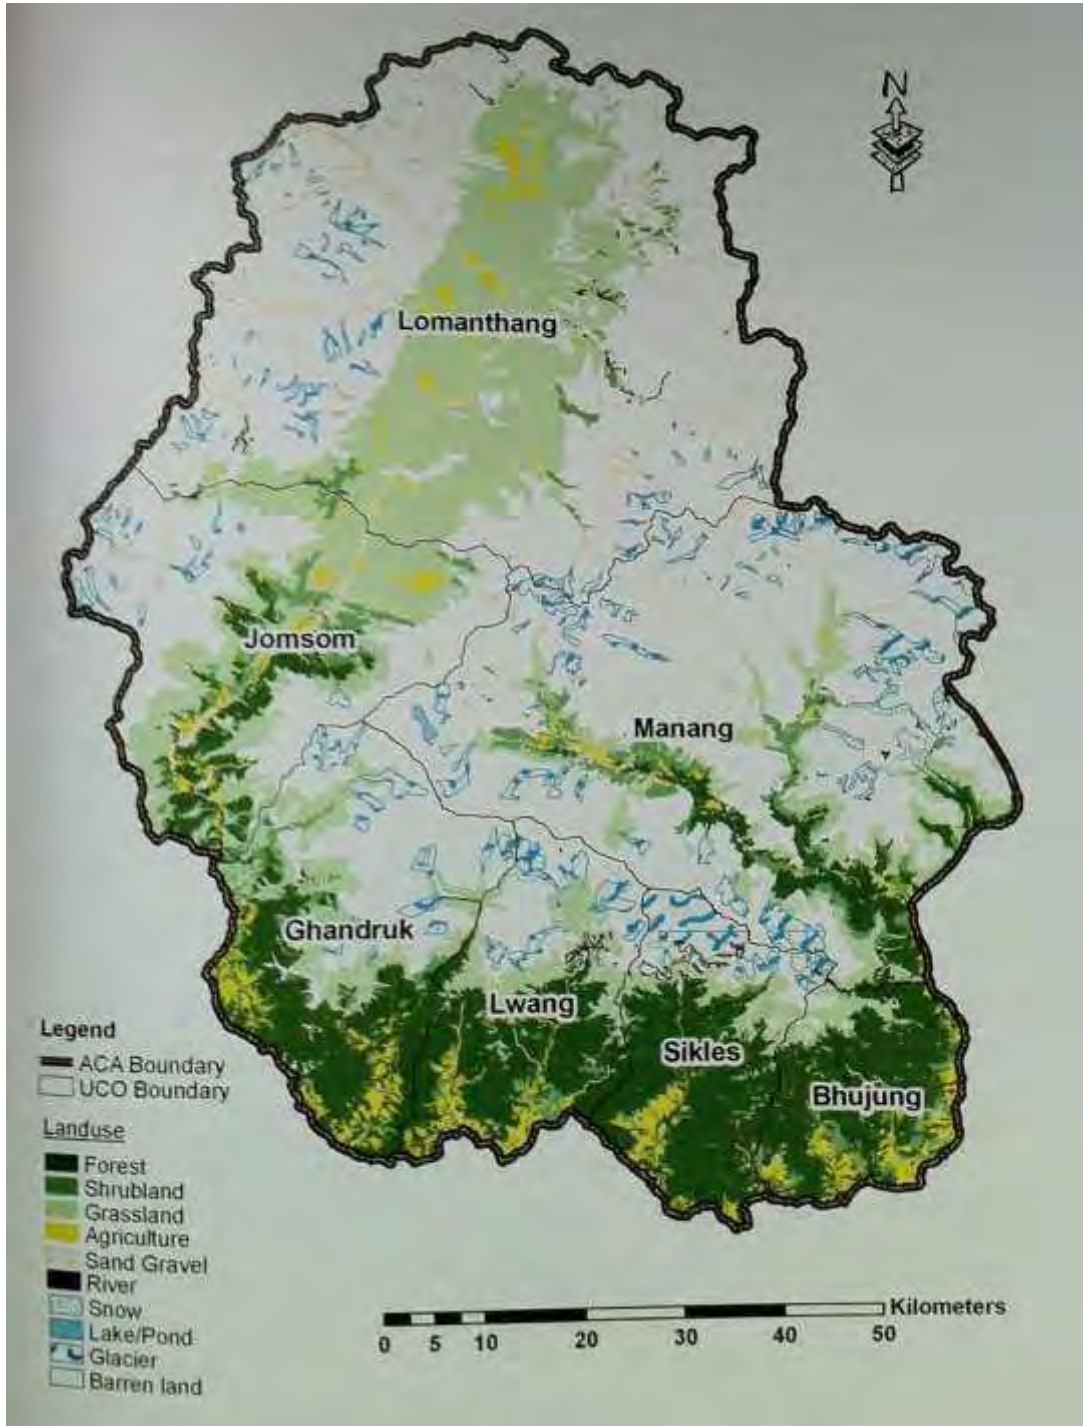 N
Lomanthang
Jomsom
Manang
Ghandruk
Lwang
Sikles
Bhujung
Legend
ACA Boundary
UCO Boundary
Landuse
Forest
Shrubland
Grassland
Agriculture
Sand Gravel
River
Snow
Lake/Pond
Glacier
Barren land
Kilometers
0 5 10 20 30 40 50